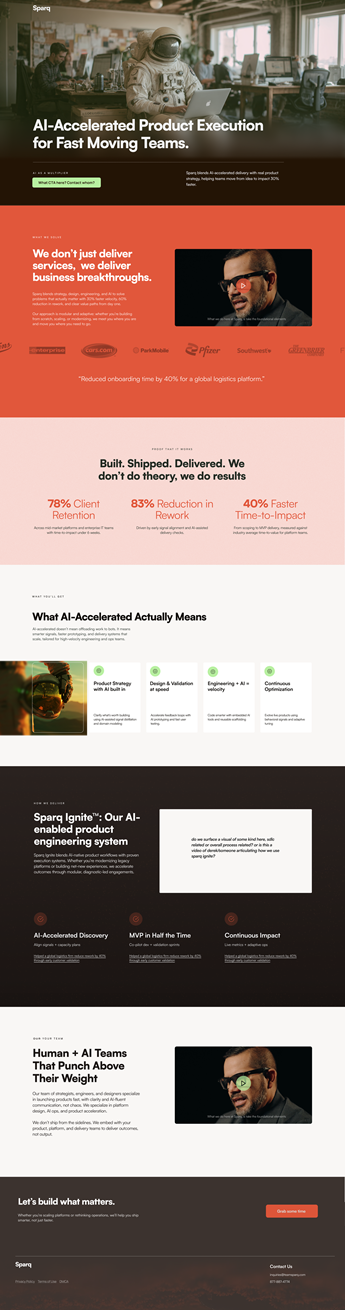 Sparq
AI-Accelerated Product Execution
for Fast Moving Teams.
AI AS A MULTIPLIER
What CTA here? Contact whom?
Sparq blends AI-accelerated delivery with real product
strategy, helping teams move from idea to impact 30%
faster.
WHAT WE SOLVE
We don't just deliver
services, we deliver
business breakthroughs.
Sparq blends strategy, design, engineering, and AI to solve
problems that actually matter with 30% faster velocity, 60%
reduction in rework, and clear value paths from day one.
Our approach is modular and adaptive, whether you're building
from scratch, scaling, or modernizing, we meet you where you are
and move you where you need to go.
enterprise
cars.com
ParkMobile
Pfizer
Southwest
"Reduced onboarding time by 40% for a global logistics platform."
PROOF THAT IT WORKS
Built. Shipped. Delivered. We
don't do theory, we do results
78% Client
Retention
Across mid-market platforms and enterprise IT teams
with time-to-impact under 6 weeks.
83% Reduction in
Rework
Driven by early signal alignment and AI-assisted
delivery checks.
40% Faster
Time-to-Impact
From scoping to MVP delivery, measured against
industry average time-to-value for platform teams.
WHAT YOU'LL GET
What AI-Accelerated Actually Means
AI-accelerated doesn't mean offloading work to bots, it means
smarter signals, faster prototyping, and delivery systems that
scale, tailored for high-velocity engineering and ops teams.
Product Strategy
with AI built in
Clarify what's worth building
using AI-assisted signal distillation
and domain modeling.
Design & Validation
at speed
Accelerate feedback loops with
AI prototyping and fast user
testing.
Engineering + AI =
velocity
Code smarter with embedded AI
tools and reusable scaffolding.
Continuous
Optimization
Evolve live products using
behavioral signals and adaptive
tuning.
HOW WE DELIVER
Sparq Ignite™: Our AI-
enabled product
engineering system
Sparq Ignite blends AI-native product workflows with proven
execution systems. Whether you're modernizing legacy
platforms or building net-new experiences, we accelerate
outcomes through modular, diagnostic-led engagements.
do we surface a visual of some kind sdlc
related or overall process related? or is this a
video of derek/someone articulating how we use
sparq ignite?
AI-Accelerated Discovery
Align signals + capacity plans
Helped a global logistics firm reduce rework by 60%
through early customer validation
MVP in Half the Time
Co-pilot dev + validation sprints
Helped a global logistics firm reduce rework by 60%
through early customer validation
Continuous Impact
Live metrics + adaptive ops
Helped a global logistics firm reduce rework by 60%
through early customer validation
Human + AI Teams
That Punch Above
Their Weight
Our team of strategists, engineers, and designers specialize
in launching products fast, with clarity and AI-fluent
communication, not chaos. We specialize in platform
design, AI ops, and product acceleration.
We don't ship from the sidelines. We embed with your
product, platform, and delivery teams to deliver outcomes,
not output.
Let's build what matters.
Whether you're scaling platforms or rethinking operations, we'll help you ship
smarter, not just faster.
Grab some time
Sparq
Contact Us
Privacy Policy